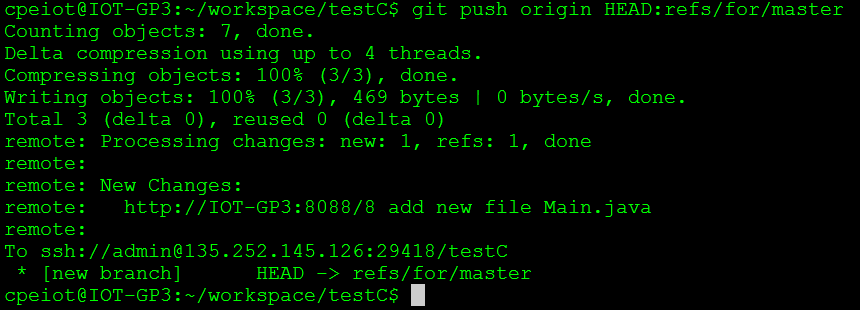 cpeiot@IOT-GP3:~/workspace/testC$ git push origin HEAD:refs/for/master
Counting objects: 7, done.
Delta compression using up to 4 threads.
Compressing objects: 100% (3/3), done.
Writing objects: 100% (3/3), 469 bytes | 0 bytes/s, done.
Total 3 (delta 0), reused 0 (delta 0)
remote: Processing changes: new: 1, refs: 1, done
remote:
remote: New Changes:
remote:   http://IOT-GP3:8088/8 add new file Main.java
remote:
To ssh://admin@135.252.145.126:29418/testC
 * [new branch]      HEAD -> refs/for/master
cpeiot@IOT-GP3:~/workspace/testC$